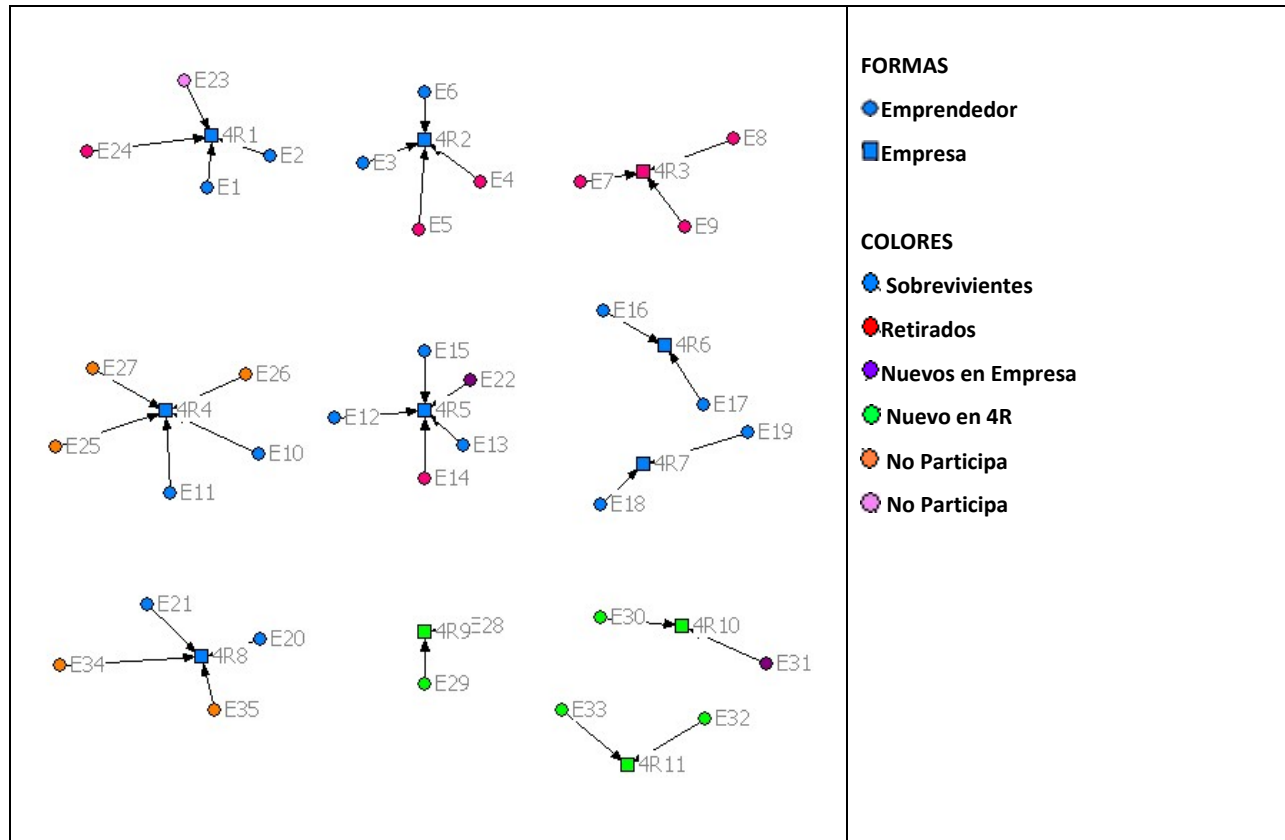 E23
E24
4R1
E2
E1
E6
E3
4R2
E4
E5
E8
E7
4R3
E9
E27
E26
4R4
E25
E10
E11
E15
E22
E12
4R5
E13
E14
E16
4R6
E17
E19
4R7
E18
E21
E20
4R8
E34
E35
4R9
E28
E29
E30
4R10
E31
E33
E32
4R11
FORMAS
Emprendedor
Empresa
COLORES
Sobrevivientes
Retirados
Nuevos en Empresa
Nuevo en 4R
No Participa
No Participa